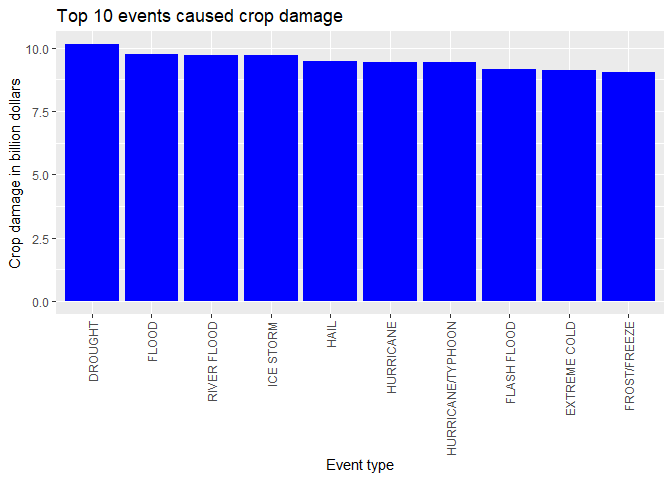 Top 10 events caused crop damage
Crop damage in billion dollars
10.0
7.5
5.0
2.5
0.0
DROUGHT
FLOOD
RIVER FLOOD
ICE STORM
HAIL
HURRICANE
HURRICANE/TYPHOON
FLASH FLOOD
EXTREME COLD
FROST/FREEZE
Event type